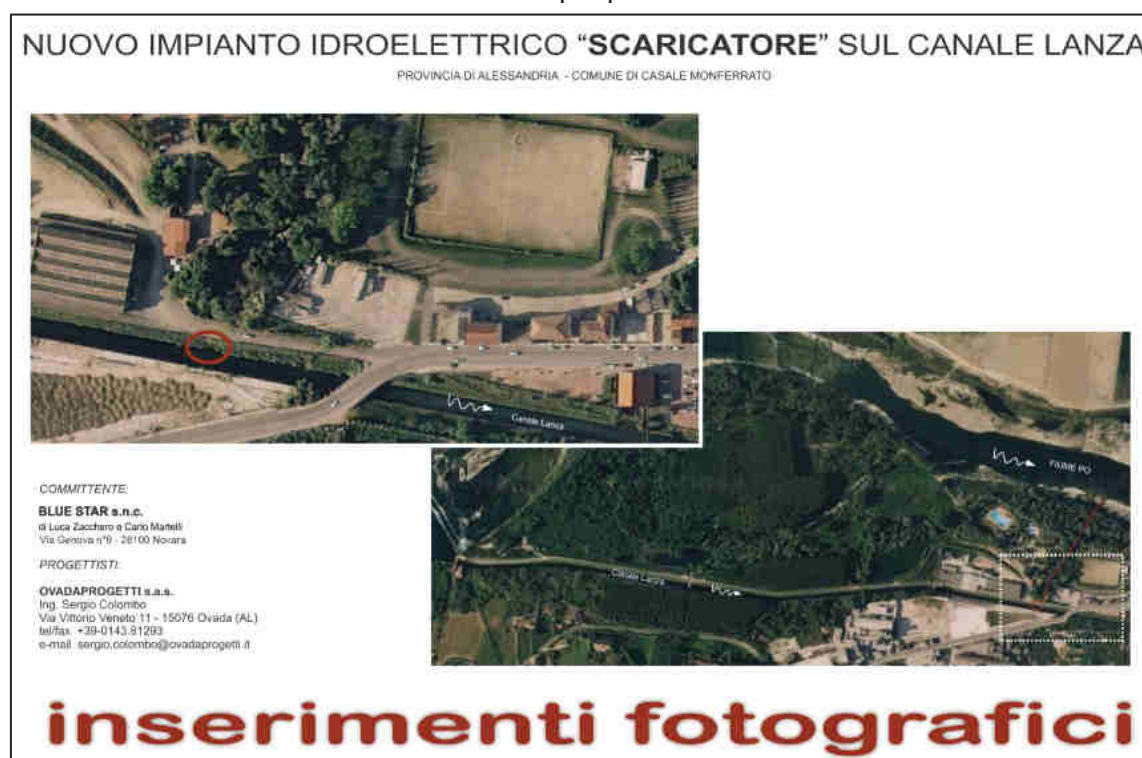 NUOVO IMPIANTO IDROELETTRICO “SCARICATORE” SUL CANALE LANZA
PROVINCIA DI ALESSANDRIA - COMUNE DI CASALE MONFERRATO
Canale Lanza
FIUME PO
Canale Lanza
COMMITTENTE:
BLUE STAR s.n.c.
di Luca Zacchero e Carlo Martelli
Via Genova n°8 - 28100 Novara
PROGETTISTI:
OVADAPROGETTI s.a.s.
Ing. Sergio Colombo
Via Vittorio Veneto 11 - 15076 Ovada (AL)
tel/fax +39-0143.81293
e-mail sergio.colombo@ovadaprogetti.it
inserimenti fotografici